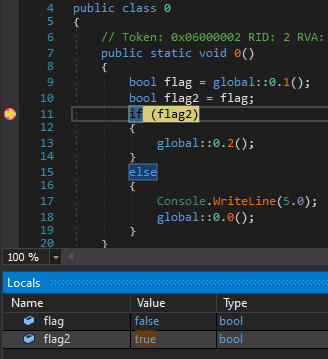 4 public class 0
5 {
6 // Token: 0x06000002 RID: 2 RVA:
7 public static void 0()
8 {
9 bool flag = global::0.1();
10 bool flag2 = flag;
11 if (flag2)
12 {
13 global::0.2();
14 }
15 else
16 {
17 Console.WriteLine(5.0);
18 global::0.0();
19 }
20 }
100 %
Locals
Name Value Type
flag false bool
flag2 true bool